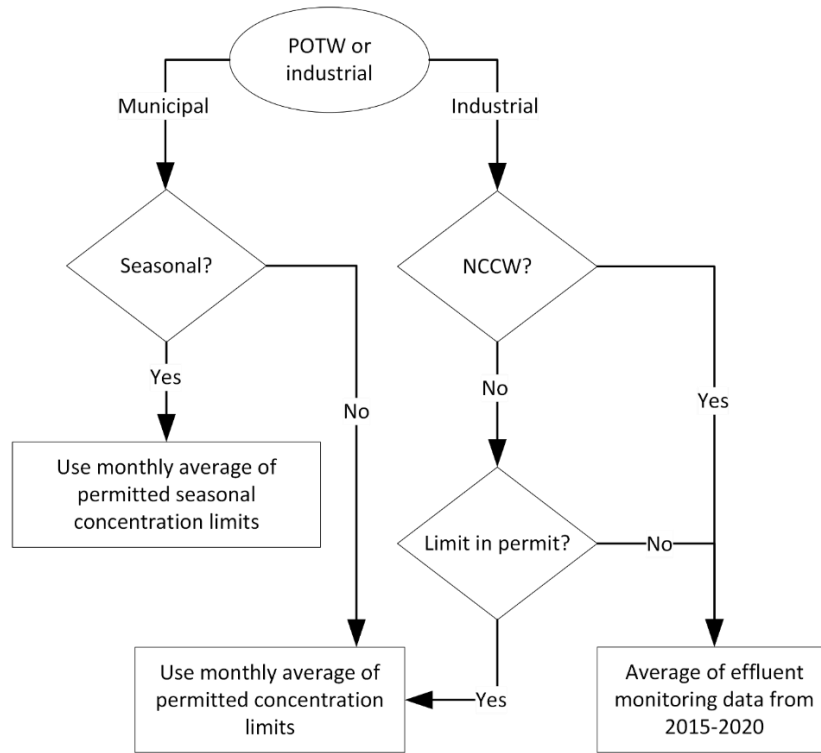 POTW or
industrial
Municipal
Industrial
Seasonal?
NCCW?
Yes
No
No
Yes
Use monthly average of
permitted seasonal
concentration limits
Limit in permit?
No
Use monthly average of
permitted concentration
limits
Yes
Average of effluent
monitoring data from
2015-2020